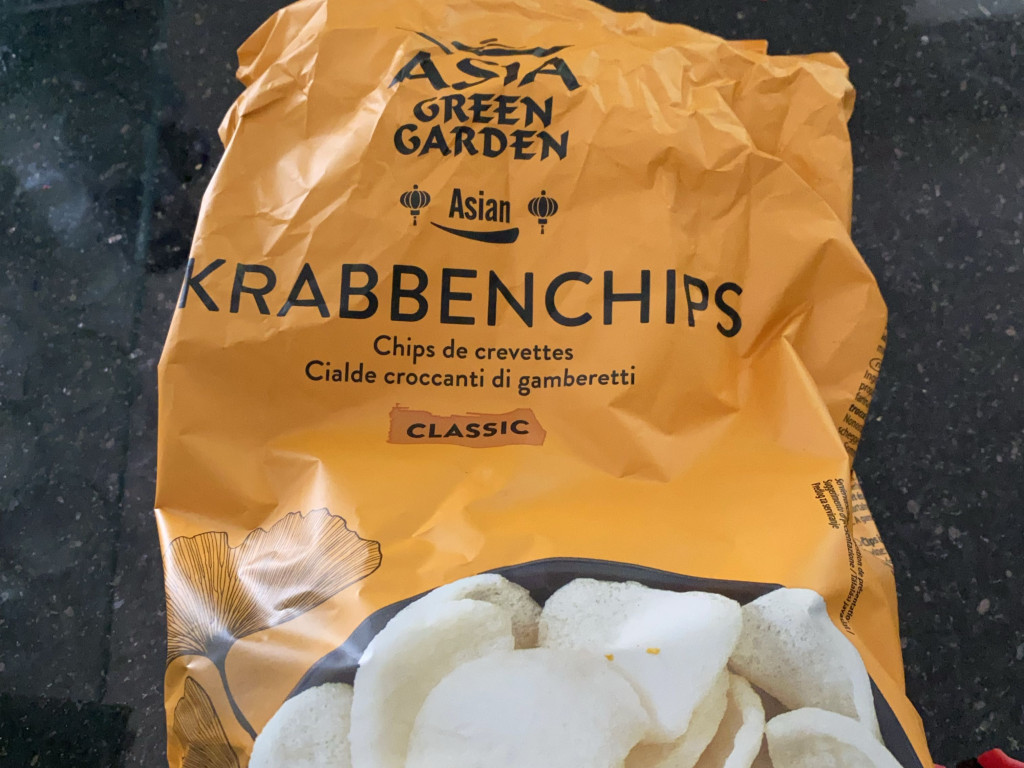 ASIA
GREEN
GARDEN
Asian
KRABBENCHIPS
Chips de crevettes
Cialde croccanti di gamberetti
CLASSIC